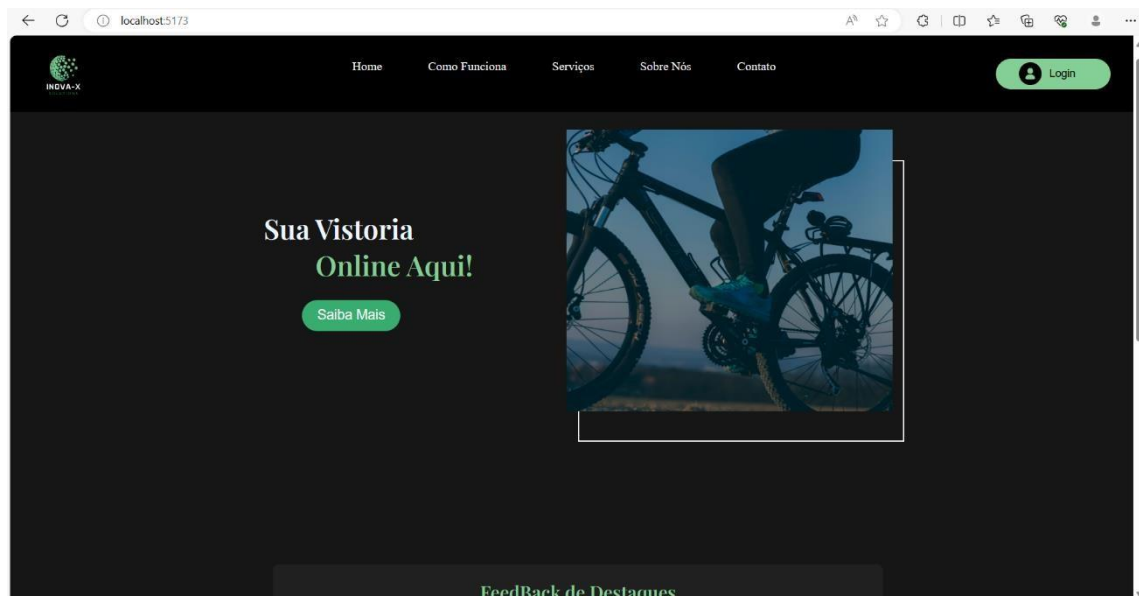 localhost:5173
INOVA-X
Home Como Funciona Serviços Sobre Nós Contato
Login
Sua Vistoria
Online Aqui!
Saiba Mais
FeedBack de Destaques